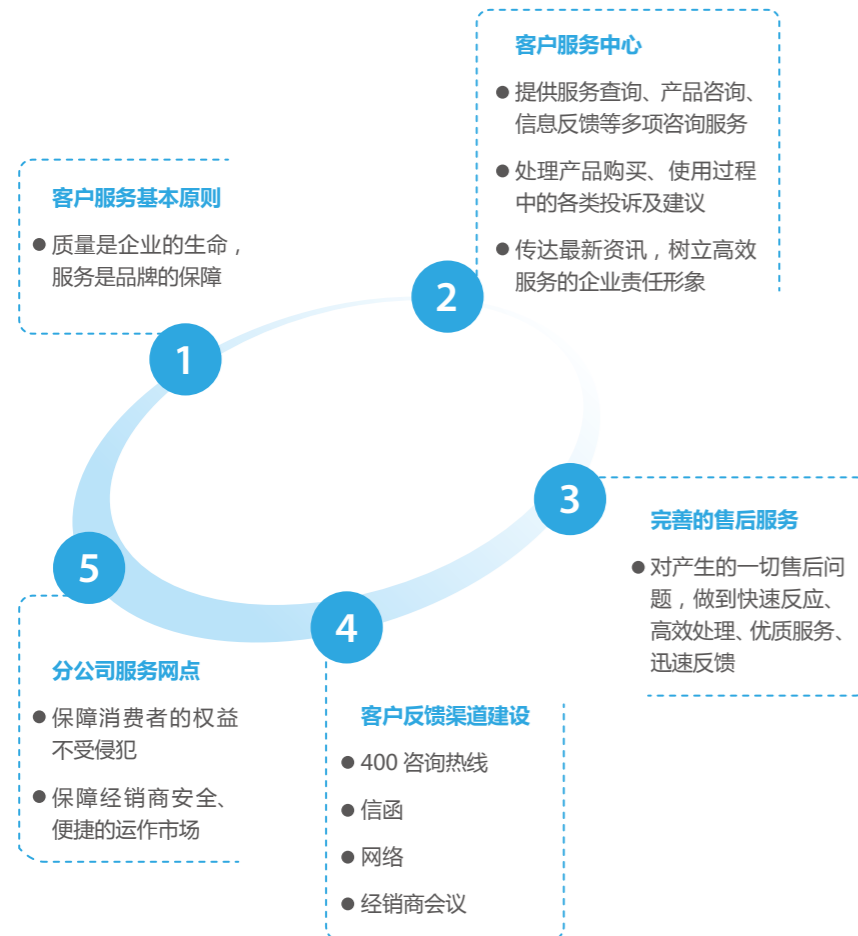 1
客户服务基本原则
● 质量是企业的生命，
服务是品牌的保障
2
客户服务中心
● 提供服务查询、产品咨询、
信息反馈等多项咨询服务
● 处理产品购买、使用过程
中的各类投诉及建议
● 传达最新资讯，树立高效
服务的企业责任形象
3
完善的售后服务
● 对产生的一切售后问
题，做到快速反应、
高效处理、优质服务、
迅速反馈
4
客户反馈渠道建设
● 400 咨询热线
● 信函
● 网络
● 经销商会议
5
分公司服务网点
● 保障消费者的权益
不受侵犯
● 保障经销商安全、
便捷的运作市场